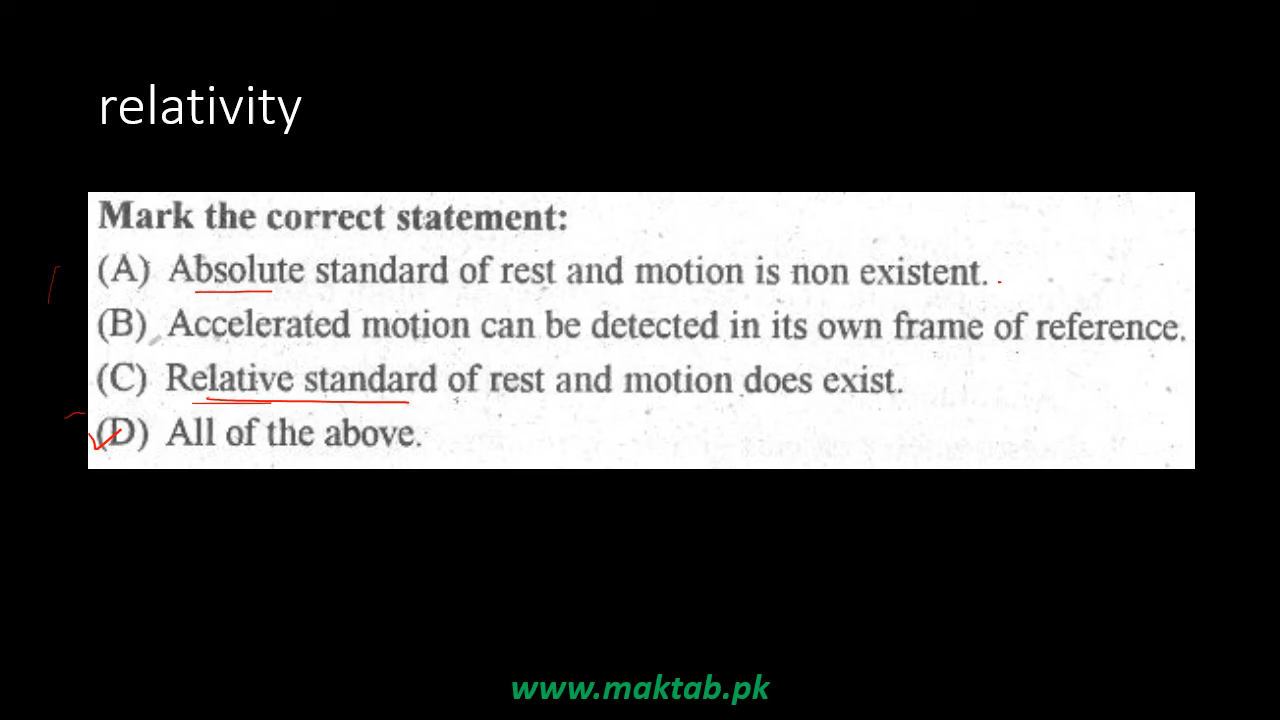 relativity
Mark the correct statement:
(A) Absolute standard of rest and motion is non existent.
(B) Accelerated motion can be detected in its own frame of reference.
(C) Relative standard of rest and motion does exist.
(D) All of the above.
www.maktab.pk